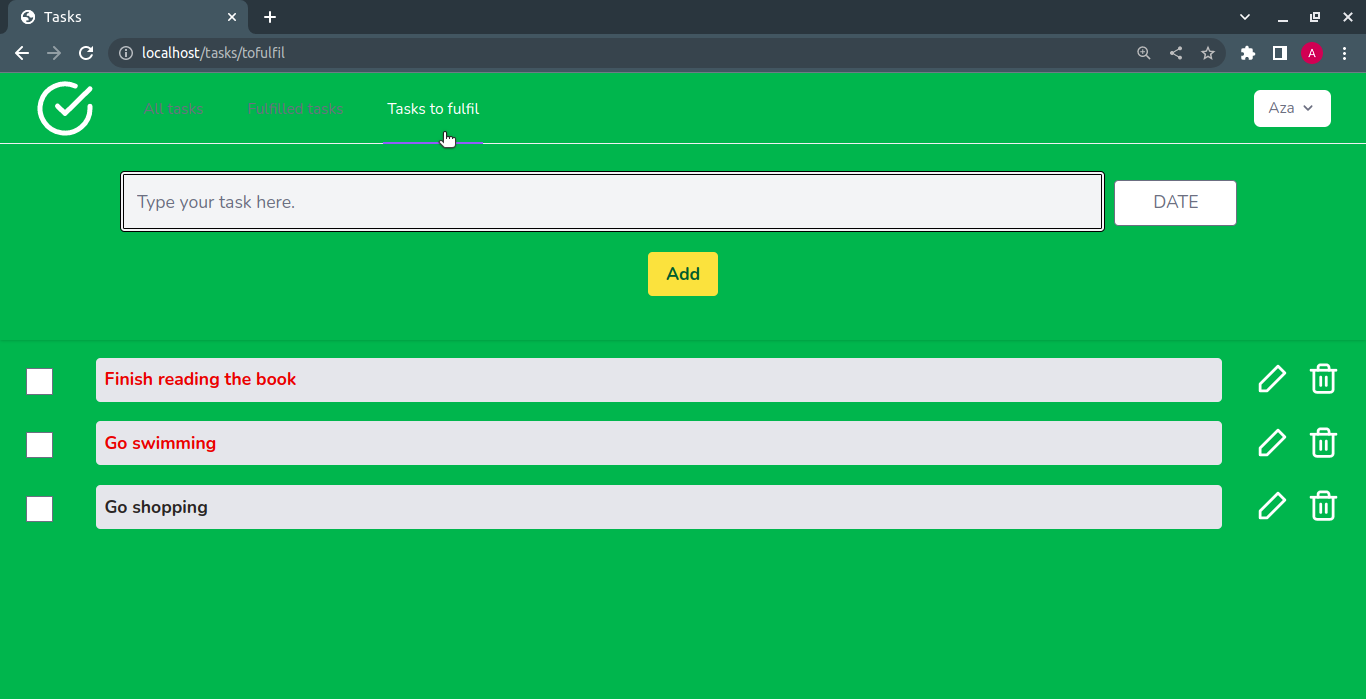 Tasks
localhost/tasks/tofulfil
A
All tasks
Fulfilled tasks
Tasks to fulfil
Aza
Type your task here.
DATE
Add
Finish reading the book
Go swimming
Go shopping